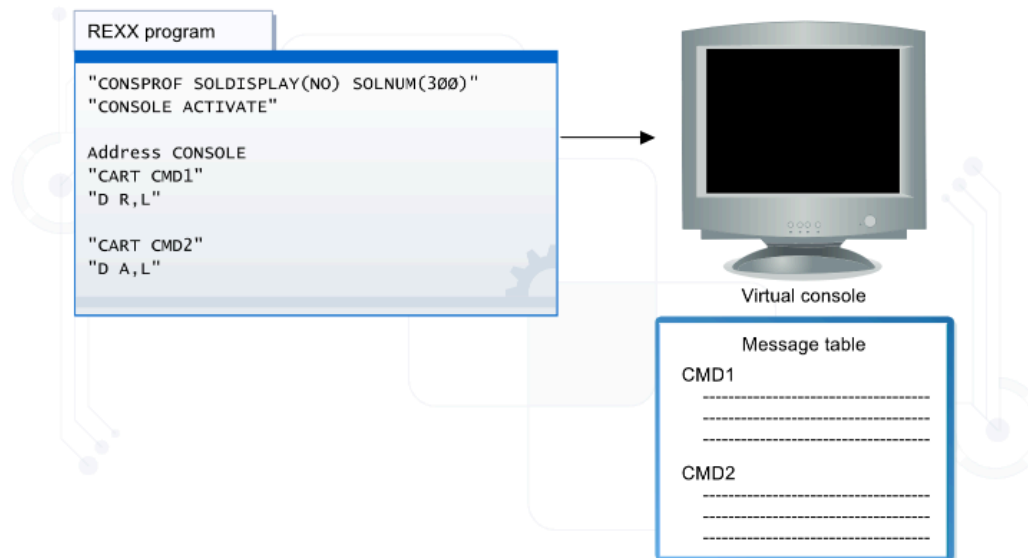 REXX program
"CONSPROF SOLDISPLAY(NO) SOLNUM(300)"
"CONSOLE ACTIVATE"
Address CONSOLE
"CART CMD1"
"D R,L"
"CART CMD2"
"D A,L"
Virtual console
Message table
CMD1
CMD2